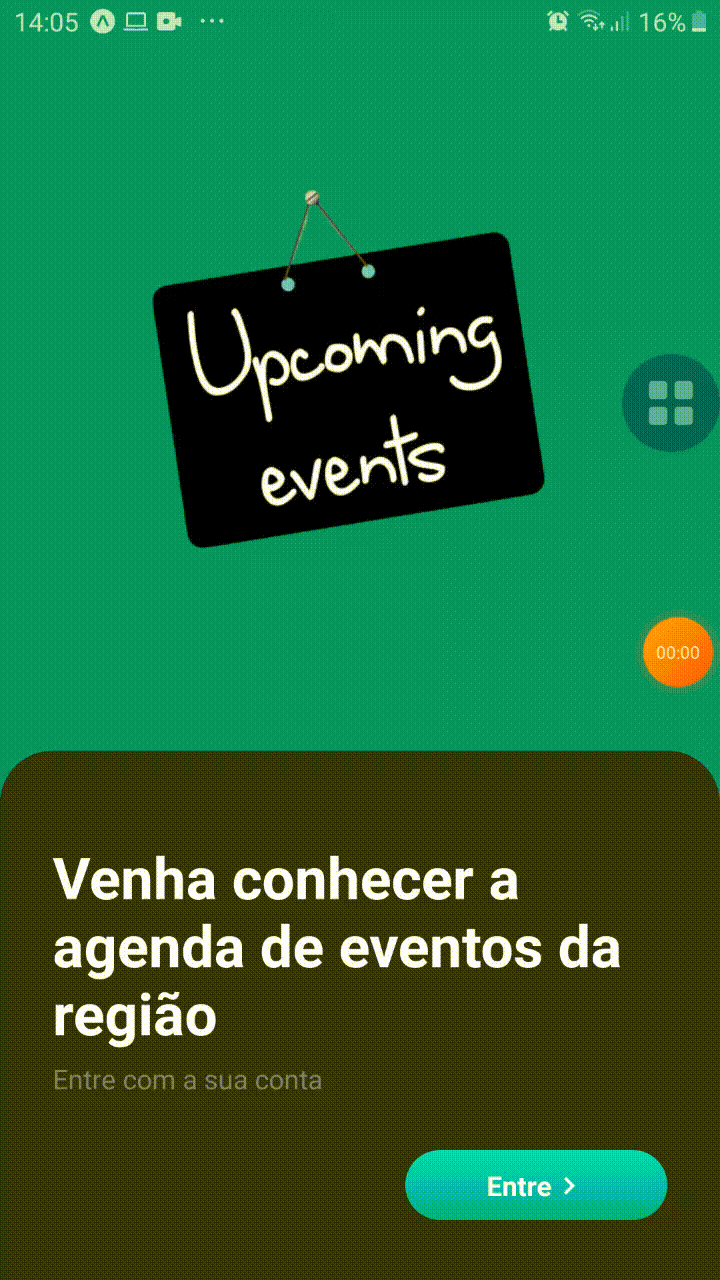 14:05
16%
Upcoming
events
00:00
Venha conhecer a
agenda de eventos da
região
Entre com a sua conta
Entre